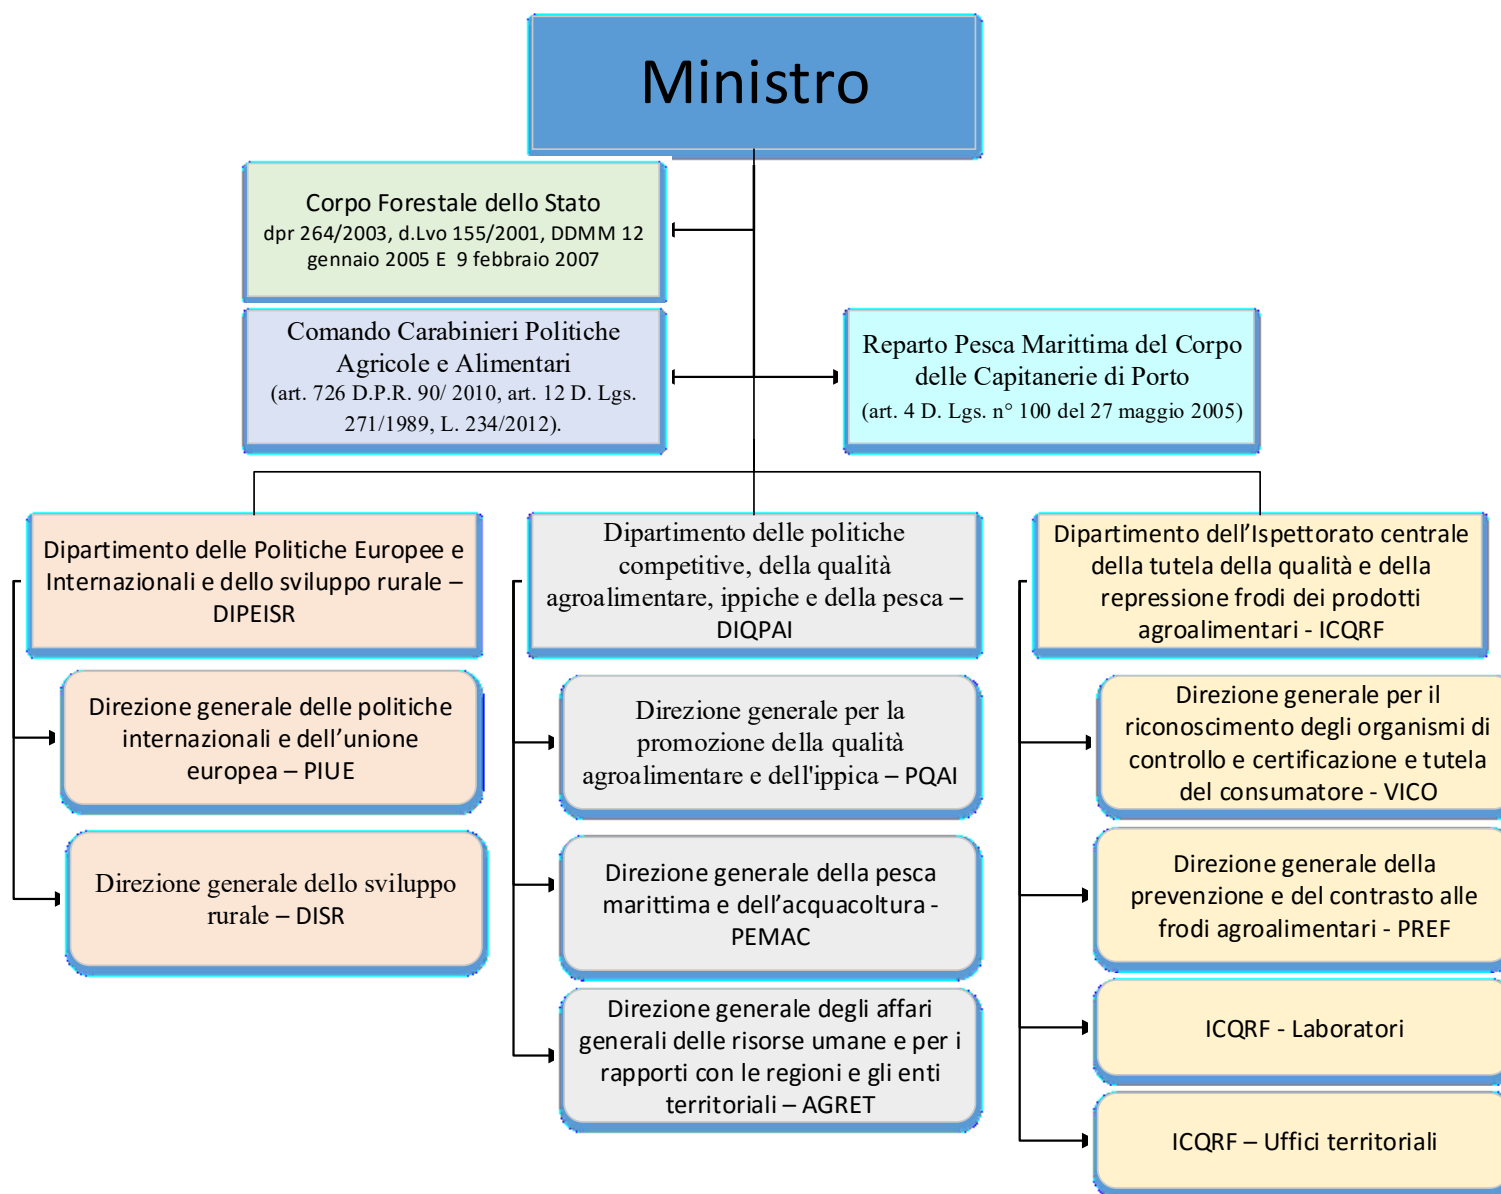 Ministro
Corpo Forestale dello Stato
dpr 264/2003, d.Lvo 155/2001, DDMM 12
gennaio 2005 E  9 febbraio 2007
Comando Carabinieri Politiche
Agricole e Alimentari
(art. 726 D.P.R. 90/ 2010, art. 12 D. Lgs.
271/1989, L. 234/2012).
Reparto Pesca Marittima del Corpo
delle Capitanerie di Porto
(art. 4 D. Lgs. n° 100 del 27 maggio 2005)
Dipartimento delle Politiche Europee e
Internazionali e dello sviluppo rurale –
DIPEISR
Direzione generale delle politiche
internazionali e dell’unione
europea – PIUE
Direzione generale dello sviluppo
rurale – DISR
Dipartimento delle politiche
competitive, della qualità
agroalimentare, ippiche e della pesca –
DIQPAI
Direzione generale per la
promozione della qualità
agroalimentare e dell'ippica – PQAI
Direzione generale della pesca
marittima e dell’acquacoltura -
PEMAC
Direzione generale degli affari
generali delle risorse umane e per i
rapporti con le regioni e gli enti
territoriali – AGRET
Dipartimento dell’Ispettorato centrale
della tutela della qualità e della
repressione frodi dei prodotti
agroalimentari - ICQRF
Direzione generale per il
riconoscimento degli organismi di
controllo e certificazione e tutela
del consumatore - VICO
Direzione generale della
prevenzione e del contrasto alle
frodi agroalimentari - PREF
ICQRF - Laboratori
ICQRF – Uffici territoriali